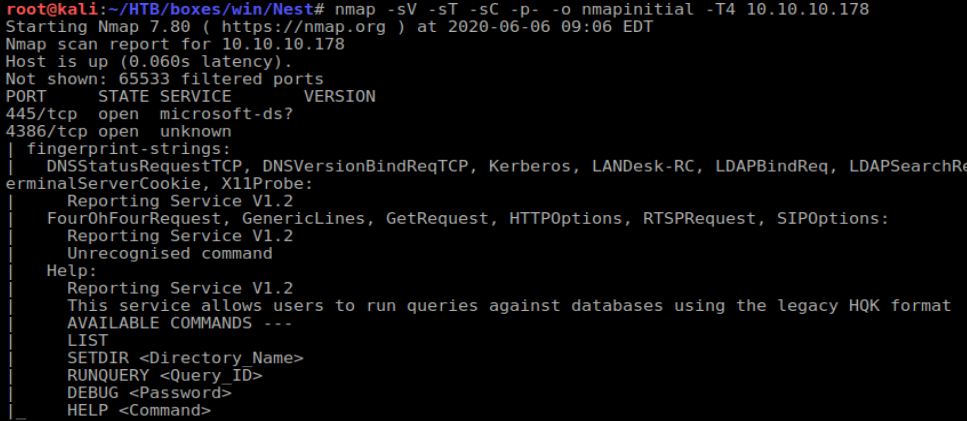 root@kali:~/HTB/boxes/win/Nest# nmap -sV -sT -sC -p- -o nmapinitial -T4 10.10.10.178
Starting Nmap 7.80 ( https://nmap.org ) at 2020-06-06 09:06 EDT
Nmap scan report for 10.10.10.178
Host is up (0.060s latency).
Not shown: 65533 filtered ports
PORT     STATE SERVICE       VERSION
445/tcp  open  microsoft-ds?
4386/tcp open  unknown
| fingerprint-strings:
|   DNSStatusRequestTCP, DNSVersionBindReqTCP, Kerberos, LANDesk-RC, LDAPBindReq, LDAPSearchRe
erminalServerCookie, X11Probe:
|     Reporting Service V1.2
|   FourOhFourRequest, GenericLines, GetRequest, HTTPOptions, RTSPRequest, SIPOptions:
|     Reporting Service V1.2
|     Unrecognised command
|   Help:
|     Reporting Service V1.2
|     This service allows users to run queries against databases using the legacy HQK format
|     AVAILABLE COMMANDS ---
|     LIST
|     SETDIR <Directory_Name>
|     RUNQUERY <Query_ID>
|     DEBUG <Password>
|_    HELP <Command>